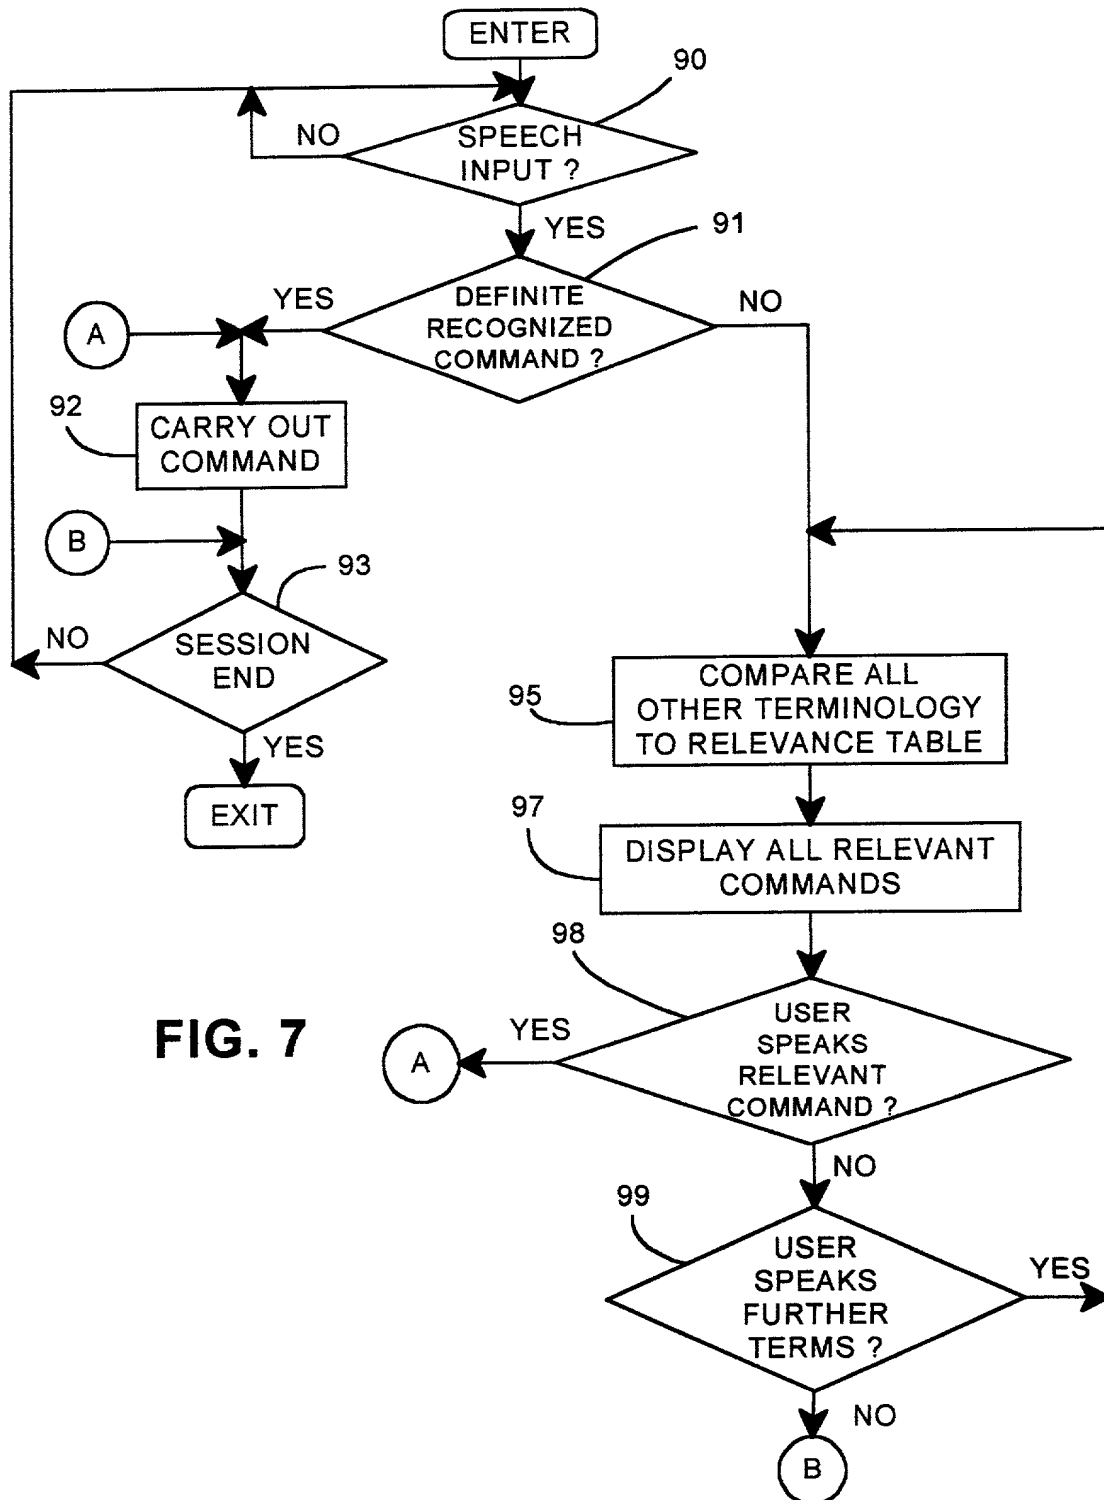 ENTER
90
NO
SPEECH
INPUT ?
YES
91
YES
DEFINITE
RECOGNIZED
COMMAND ?
NO
A
92
CARRY OUT
COMMAND
B
93
NO
SESSION
END
YES
EXIT
95
COMPARE ALL
OTHER TERMINOLOGY
TO RELEVANCE TABLE
97
DISPLAY ALL RELEVANT
COMMANDS
98
FIG. 7
A
YES
USER
SPEAKS
RELEVANT
COMMAND ?
NO
99
USER
SPEAKS
FURTHER
TERMS ?
YES
NO
B